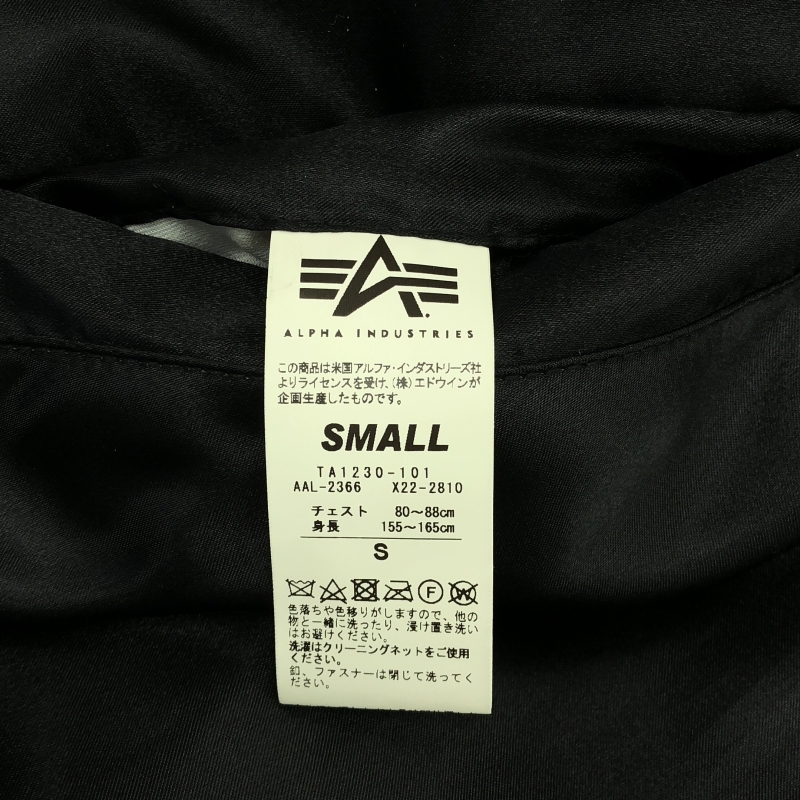 ALPHA INDUSTRIES
この商品は米国アルファ・インダストリーズ社
よりライセンスを受け、(株)エドウインが
企画生産したものです。
SMALL
TA1230-101
AAL-2366 X22-2810
チェスト 80～88cm
身長 155～165cm
S
F W
色落ちや色移りがしますので、他の
物と一緒に洗ったり、浸け置き洗い
はお避けください。
洗濯はクリーニングネットをご使用
ください。
釦、ファスナーは閉じて洗ってくだ
さい。